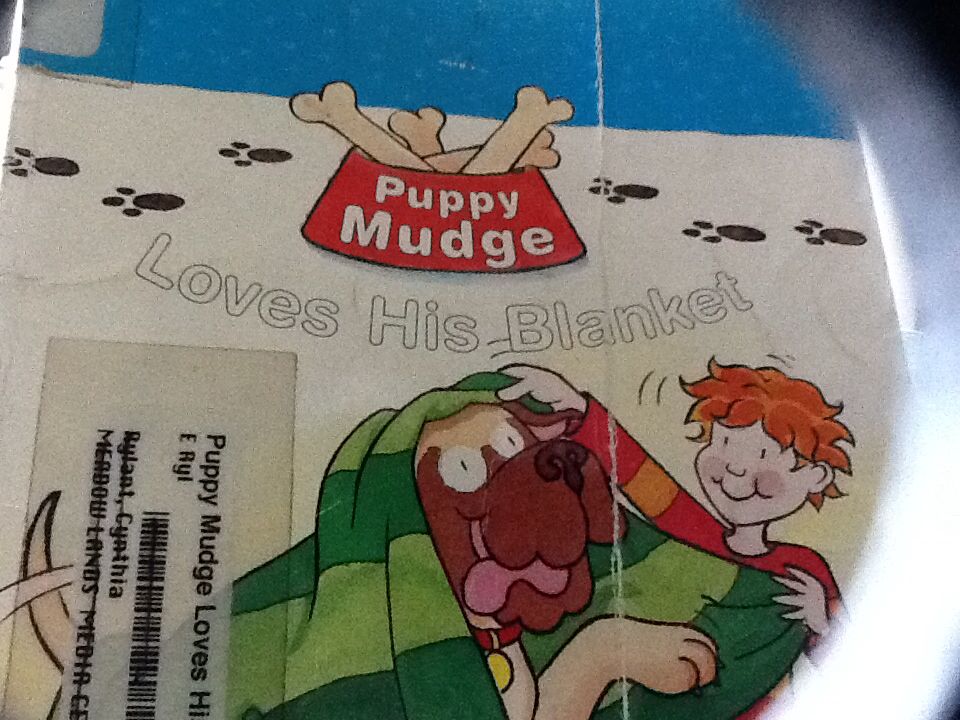 Puppy
Mudge
Loves His Blanket
Puppy Mudge Loves Hi
E Ryl
Rylant, Cynthia
MEADOW LANDS MEDIA CE